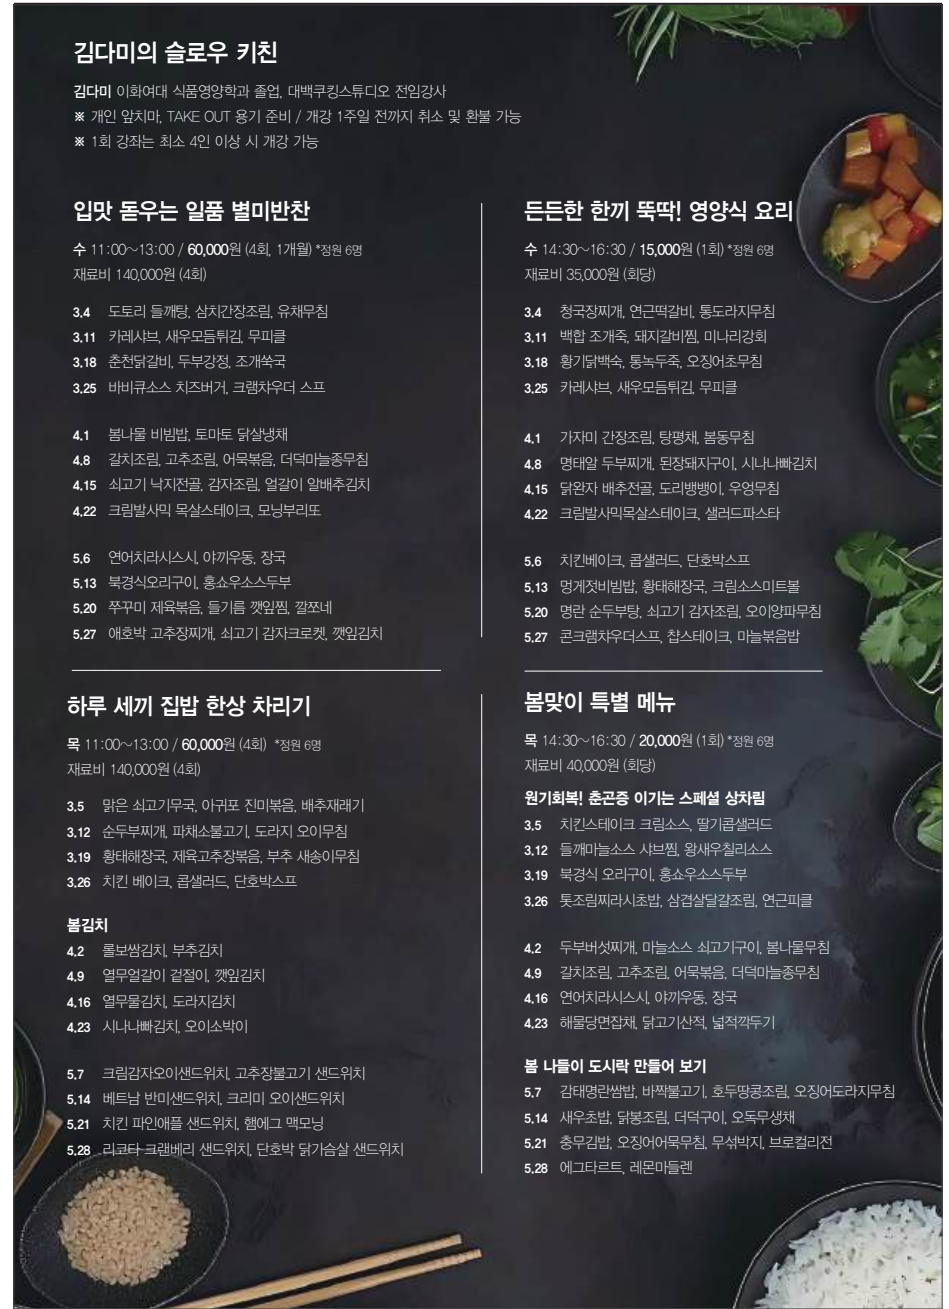 김다미의 슬로우 키친
김다미 이화여대 식품영양학과 졸업, 대백쿠킹스튜디오 전임강사
※ 개인 앞치마, TAKE OUT 용기 준비 / 개강 1주일 전까지 취소 및 환불 가능
※ 1회 강좌는 최소 4인 이상 시 개강 가능
입맛 돋우는 일품 별미반찬
수 11:00~13:00 / 60,000원 (4회, 1개월) *정원 6명
재료비 140,000원 (4회)
3.4 도토리 들깨탕, 삼치간장조림, 유채무침
3.11 카레샤브, 새우모듬튀김, 무피클
3.18 춘천닭갈비, 두부강정, 조개쑥국
3.25 바비큐소스 치즈버거, 크램챠우더 스프
4.1 봄나물 비빔밥, 토마토 닭살냉채
4.8 갈치조림, 고추조림, 어묵볶음, 더덕마늘종무침
4.15 쇠고기 낙지전골, 감자조림, 얼갈이 알배추김치
4.22 크림발사믹 목살스테이크, 모닝부리또
5.6 연어치라시스시, 야끼우동, 장국
5.13 북경식오리구이, 홍쇼우소스두부
5.20 쭈꾸미 제육볶음, 들기름 깻잎찜, 깔쪼네
5.27 애호박 고추장찌개, 쇠고기 감자크로켓, 깻잎김치
든든한 한끼 뚝딱! 영양식 요리
수 14:30~16:30 / 15,000원 (1회) *정원 6명
재료비 35,000원 (회당)
3.4 청국장찌개, 연근떡갈비, 통도라지무침
3.11 백합 조개죽, 돼지갈비찜, 미나리강회
3.18 황기닭백숙, 통녹두죽, 오징어초무침
3.25 카레샤브, 새우모듬튀김, 무피클
4.1 가자미 간장조림, 탕평채, 봄동무침
4.8 명태알 두부찌개, 된장돼지구이, 시나나빠김치
4.15 닭완자 배추전골, 도리뱅뱅이, 우엉무침
4.22 크림발사믹목살스테이크, 샐러드파스타
5.6 치킨베이크, 콥샐러드, 단호박스프
5.13 멍게젓비빔밥, 황태해장국, 크림소스미트볼
5.20 명란 순두부탕, 쇠고기 감자조림, 오이양파무침
5.27 콘크램챠우더스프, 찹스테이크, 마늘볶음밥
하루 세끼 집밥 한상 차리기
목 11:00~13:00 / 60,000원 (4회) *정원 6명
재료비 140,000원 (4회)
3.5 맑은 쇠고기무국, 아귀포 진미볶음, 배추재래기
3.12 순두부찌개, 파채소불고기, 도라지 오이무침
3.19 황태해장국, 제육고추장볶음, 부추 새송이무침
3.26 치킨 베이크, 콥샐러드, 단호박스프
봄김치
4.2 롤보쌈김치, 부추김치
4.9 열무얼갈이 겉절이, 깻잎김치
4.16 열무물김치, 도라지김치
4.23 시나나빠김치, 오이소박이
5.7 크림감자오이샌드위치, 고추장불고기 샌드위치
5.14 베트남 반미샌드위치, 크리미 오이샌드위치
5.21 치킨 파인애플 샌드위치, 햄에그 맥모닝
5.28 리코타 크랜베리 샌드위치, 단호박 닭가슴살 샌드위치
봄맞이 특별 메뉴
목 14:30~16:30 / 20,000원 (1회) *정원 6명
재료비 40,000원 (회당)
원기회복! 춘곤증 이기는 스페셜 상차림
3.5 치킨스테이크 크림소스, 딸기콥샐러드
3.12 들깨마늘소스 샤브찜, 왕새우칠리소스
3.19 북경식 오리구이, 홍쇼우소스두부
3.26 톳조림찌라시초밥, 삼겹살달걀조림, 연근피클
4.2 두부버섯찌개, 마늘소스 쇠고기구이, 봄나물무침
4.9 갈치조림, 고추조림, 어묵볶음, 더덕마늘종무침
4.16 연어치라시스시, 야끼우동, 장국
4.23 해물당면잡채, 닭고기산적, 넓적깍두기
봄 나들이 도시락 만들어 보기
5.7 감태명란쌈밥, 바짝불고기, 호두땅콩조림, 오징어도라지무침
5.14 새우초밥, 닭봉조림, 더덕구이, 오독무생채
5.21 충무김밥, 오징어어묵무침, 무섞박지, 브로컬리전
5.28 에그타르트, 레몬마들렌